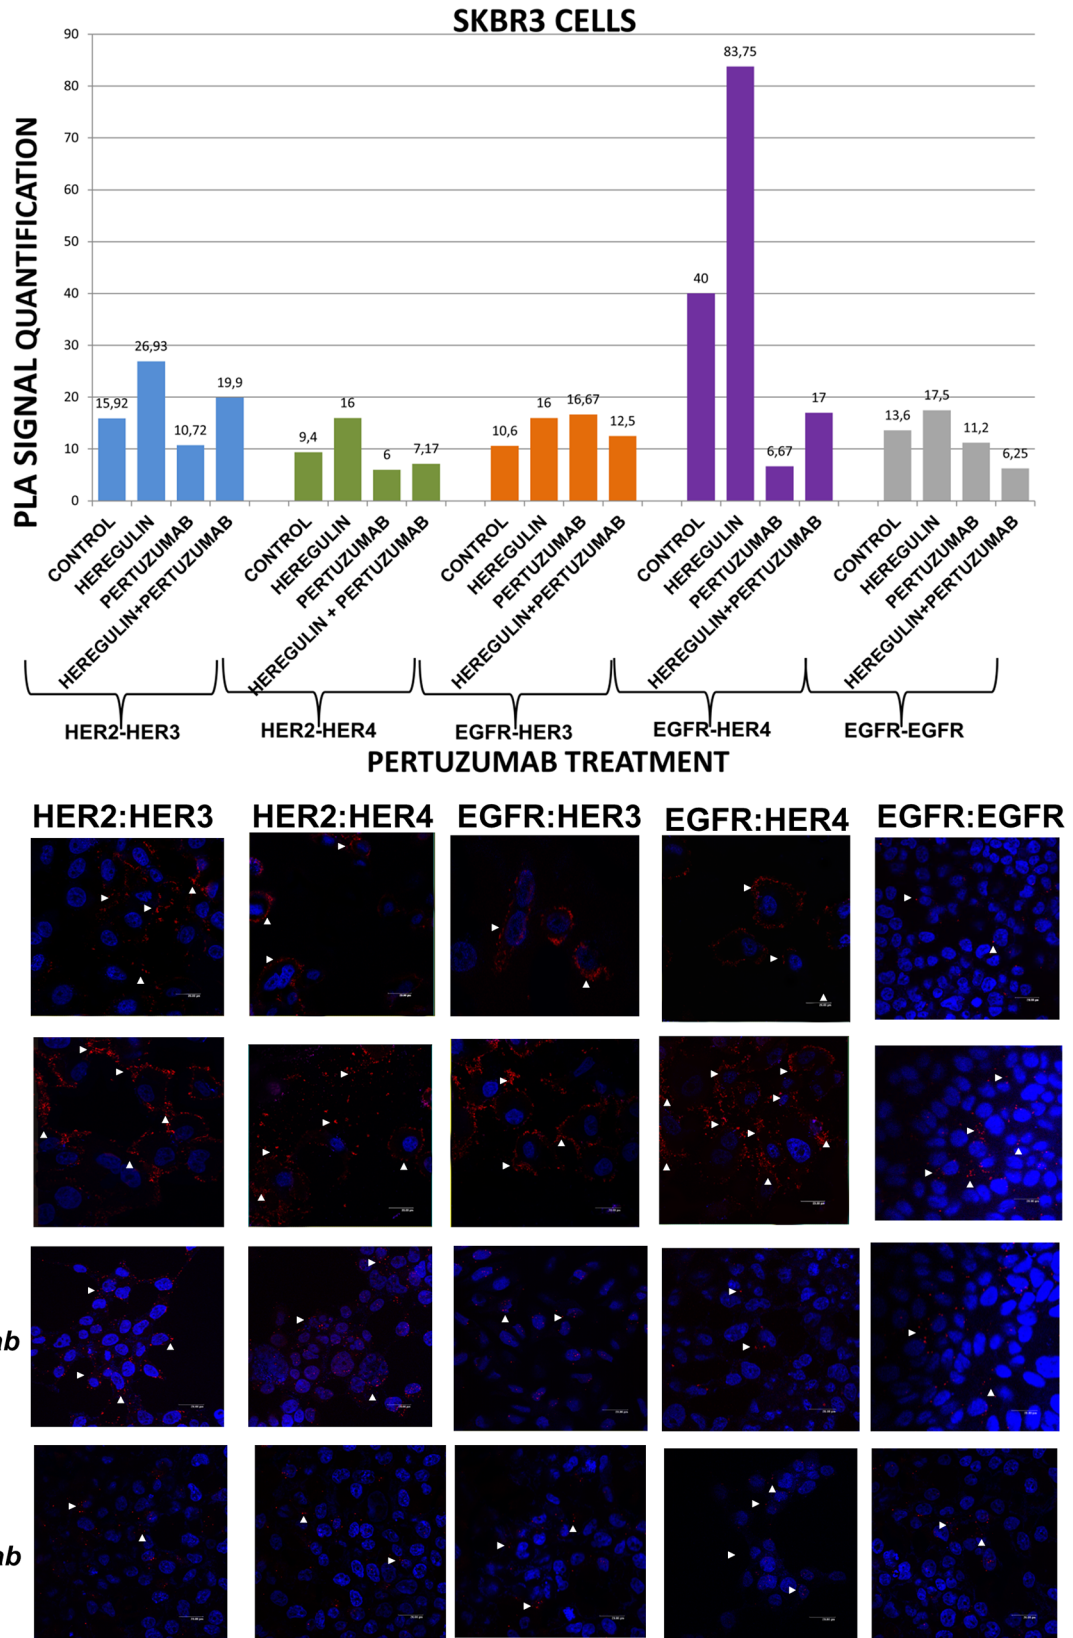 SKBR3 CELLS
PLA SIGNAL QUANTIFICATION
90
80
70
60
50
40
30
20
10
0
15,92
26,93
10,72
19,9
9,4
16
6
7,17
10,6
16
16,67
12,5
40
83,75
6,67
17
13,6
17,5
11,2
6,25
CONTROL
HEREGULIN
PERTUZUMAB
HEREGULIN+PERTUZUMAB
CONTROL
HEREGULIN
PERTUZUMAB
HEREGULIN + PERTUZUMAB
CONTROL
HEREGULIN
PERTUZUMAB
HEREGULIN+PERTUZUMAB
CONTROL
HEREGULIN
PERTUZUMAB
HEREGULIN+PERTUZUMAB
CONTROL
HEREGULIN
PERTUZUMAB
HEREGULIN+PERTUZUMAB
HER2-HER3
HER2-HER4
EGFR-HER3
EGFR-HER4
EGFR-EGFR
PERTUZUMAB TREATMENT
HER2:HER3
HER2:HER4
EGFR:HER3
EGFR:HER4
EGFR:EGFR
ab
ab